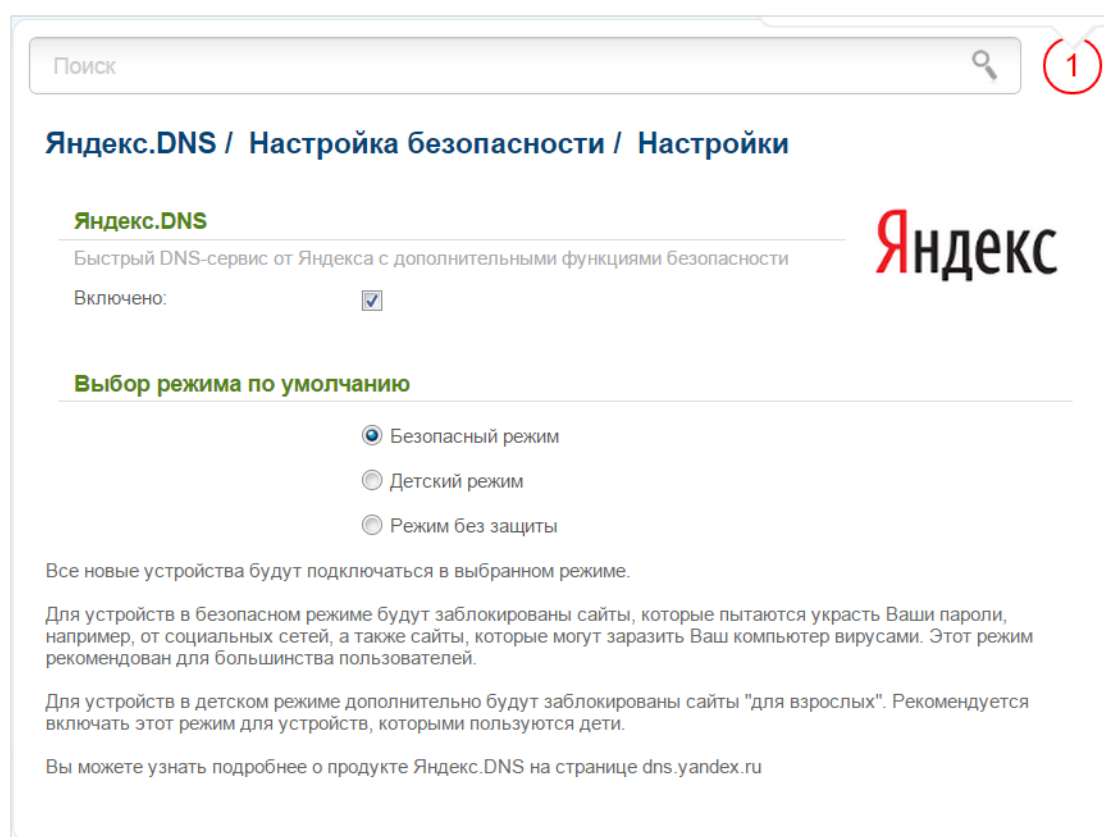 Поиск
1
Яндекс.DNS / Настройка безопасности / Настройки
Яндекс.DNS
Яндекс
Быстрый DNS-сервис от Яндекса с дополнительными функциями безопасности
Включено:
Выбор режима по умолчанию
Безопасный режим
Детский режим
Режим без защиты
Все новые устройства будут подключаться в выбранном режиме.
Для устройств в безопасном режиме будут заблокированы сайты, которые пытаются украсть Ваши пароли,
например, от социальных сетей, а также сайты, которые могут заразить Ваш компьютер вирусами. Этот режим
рекомендован для большинства пользователей.
Для устройств в детском режиме дополнительно будут заблокированы сайты "для взрослых". Рекомендуется
включать этот режим для устройств, которыми пользуются дети.
Вы можете узнать подробнее о продукте Яндекс.DNS на странице dns.yandex.ru